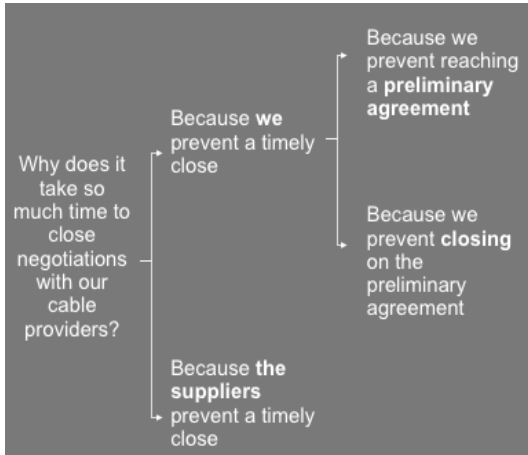 Why does it
take so
much time to
close
negotiations
with our
cable
providers?
Because we
prevent a timely
close
Because the
suppliers
prevent a timely
close
Because we
prevent reaching
a preliminary
agreement
Because we
prevent closing
on the
preliminary
agreement